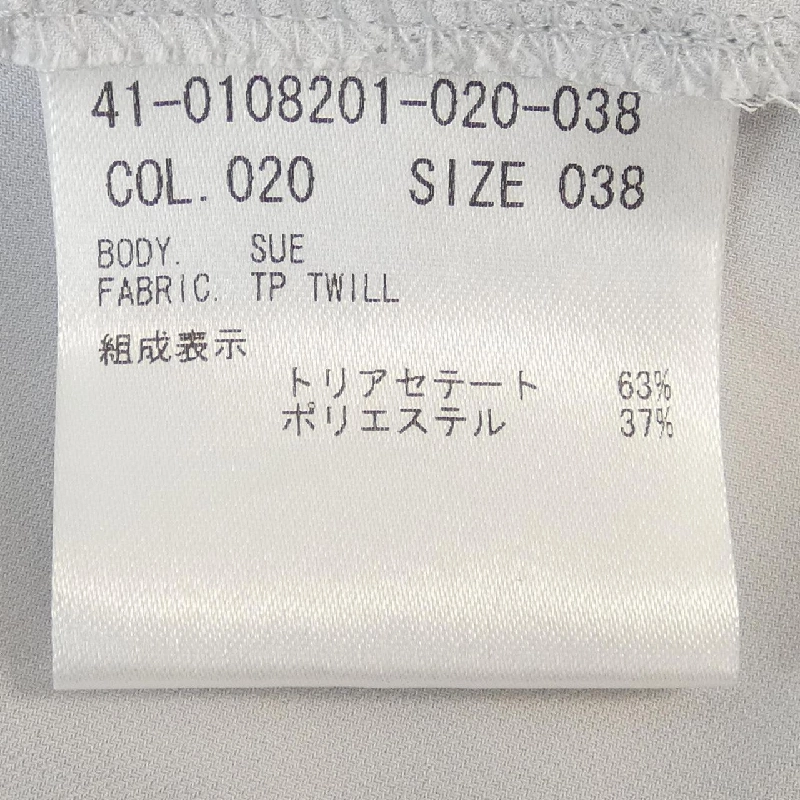 41-0108201-020-038
COL. 020 SIZE 038
BODY. SUE
FABRIC. TP TWILL
組成表示
トリアセテート 63%
ポリエステル 37%